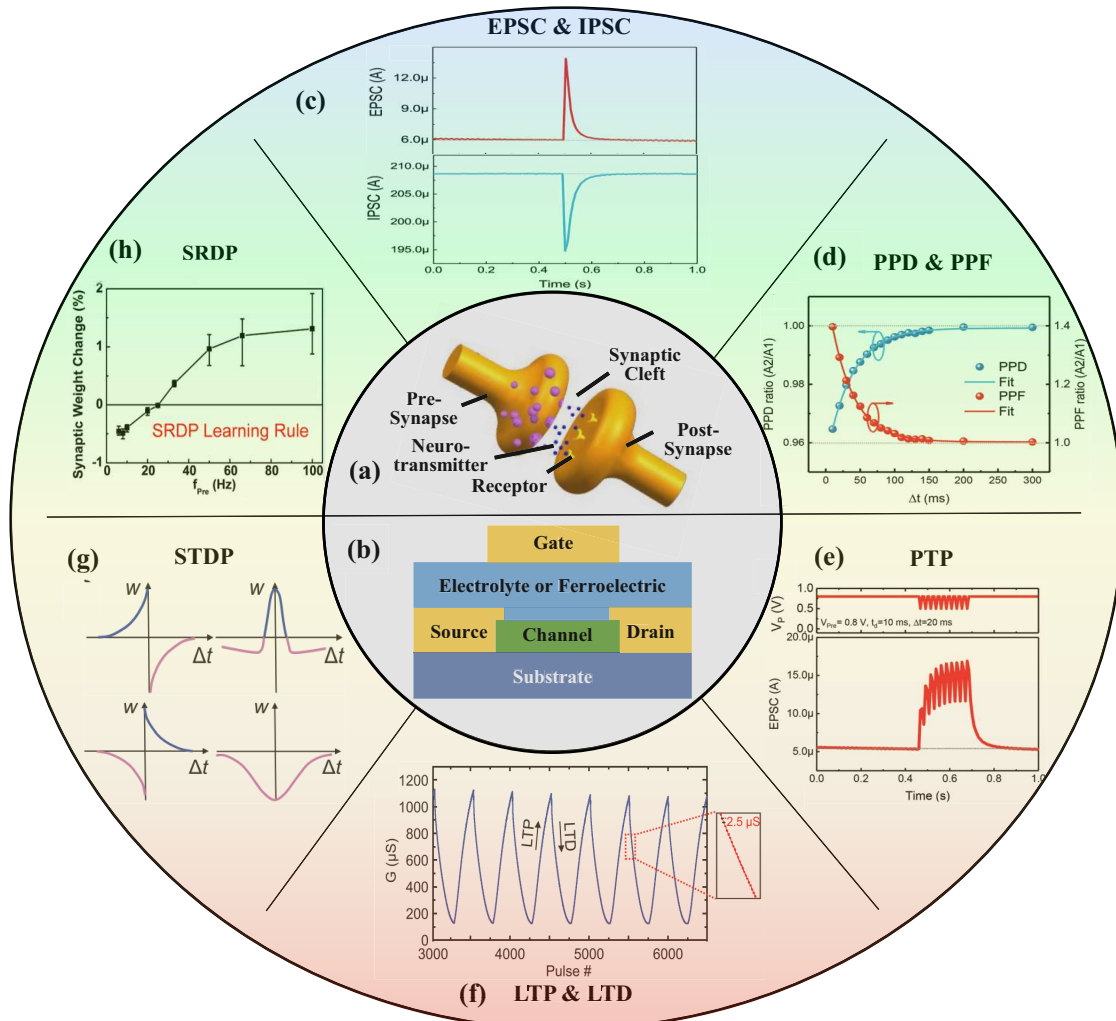 EPSC & IPSC
(c)
EPSC (A)
12.0μ
9.0μ
6.0μ
IPSC (A)
210.0μ
205.0μ
200.0μ
195.0μ
0.0 0.2 0.4 0.6 0.8 1.0
Time (s)
(h) SRDP
Synaptic Weight Change (%)
2
1
0
-1
SRDP Learning Rule
0 20 40 60 80 100
fPre (Hz)
(d) PPD & PPF
PPD ratio (A2/A1)
1.00
0.98
0.96
PPD
Fit
PPF
Fit
1.4
1.2
1.0
PPF ratio (A2/A1)
0 50 100 150 200 250 300
Δt (ms)
(a)
Synaptic
Cleft
Pre-
Synapse
Neuro-
transmitter
Receptor
Post-
Synapse
(b)
Gate
Electrolyte or Ferroelectric
Source Channel Drain
Substrate
(g) STDP
w
Δt
w
Δt
w
Δt
w
Δt
(e) PTP
VP (V)
1.0
0.5
0.0
VPre= 0.8 V, td=10 ms, Δt=20 ms
EPSC (A)
20.0μ
15.0μ
10.0μ
5.0μ
0.0 0.2 0.4 0.6 0.8 1.0
Time (s)
G (μS)
1200
1000
800
600
400
200
0
LTP
LTD
2.5 μS
3000 4000 5000 6000
Pulse #
(f) LTP & LTD